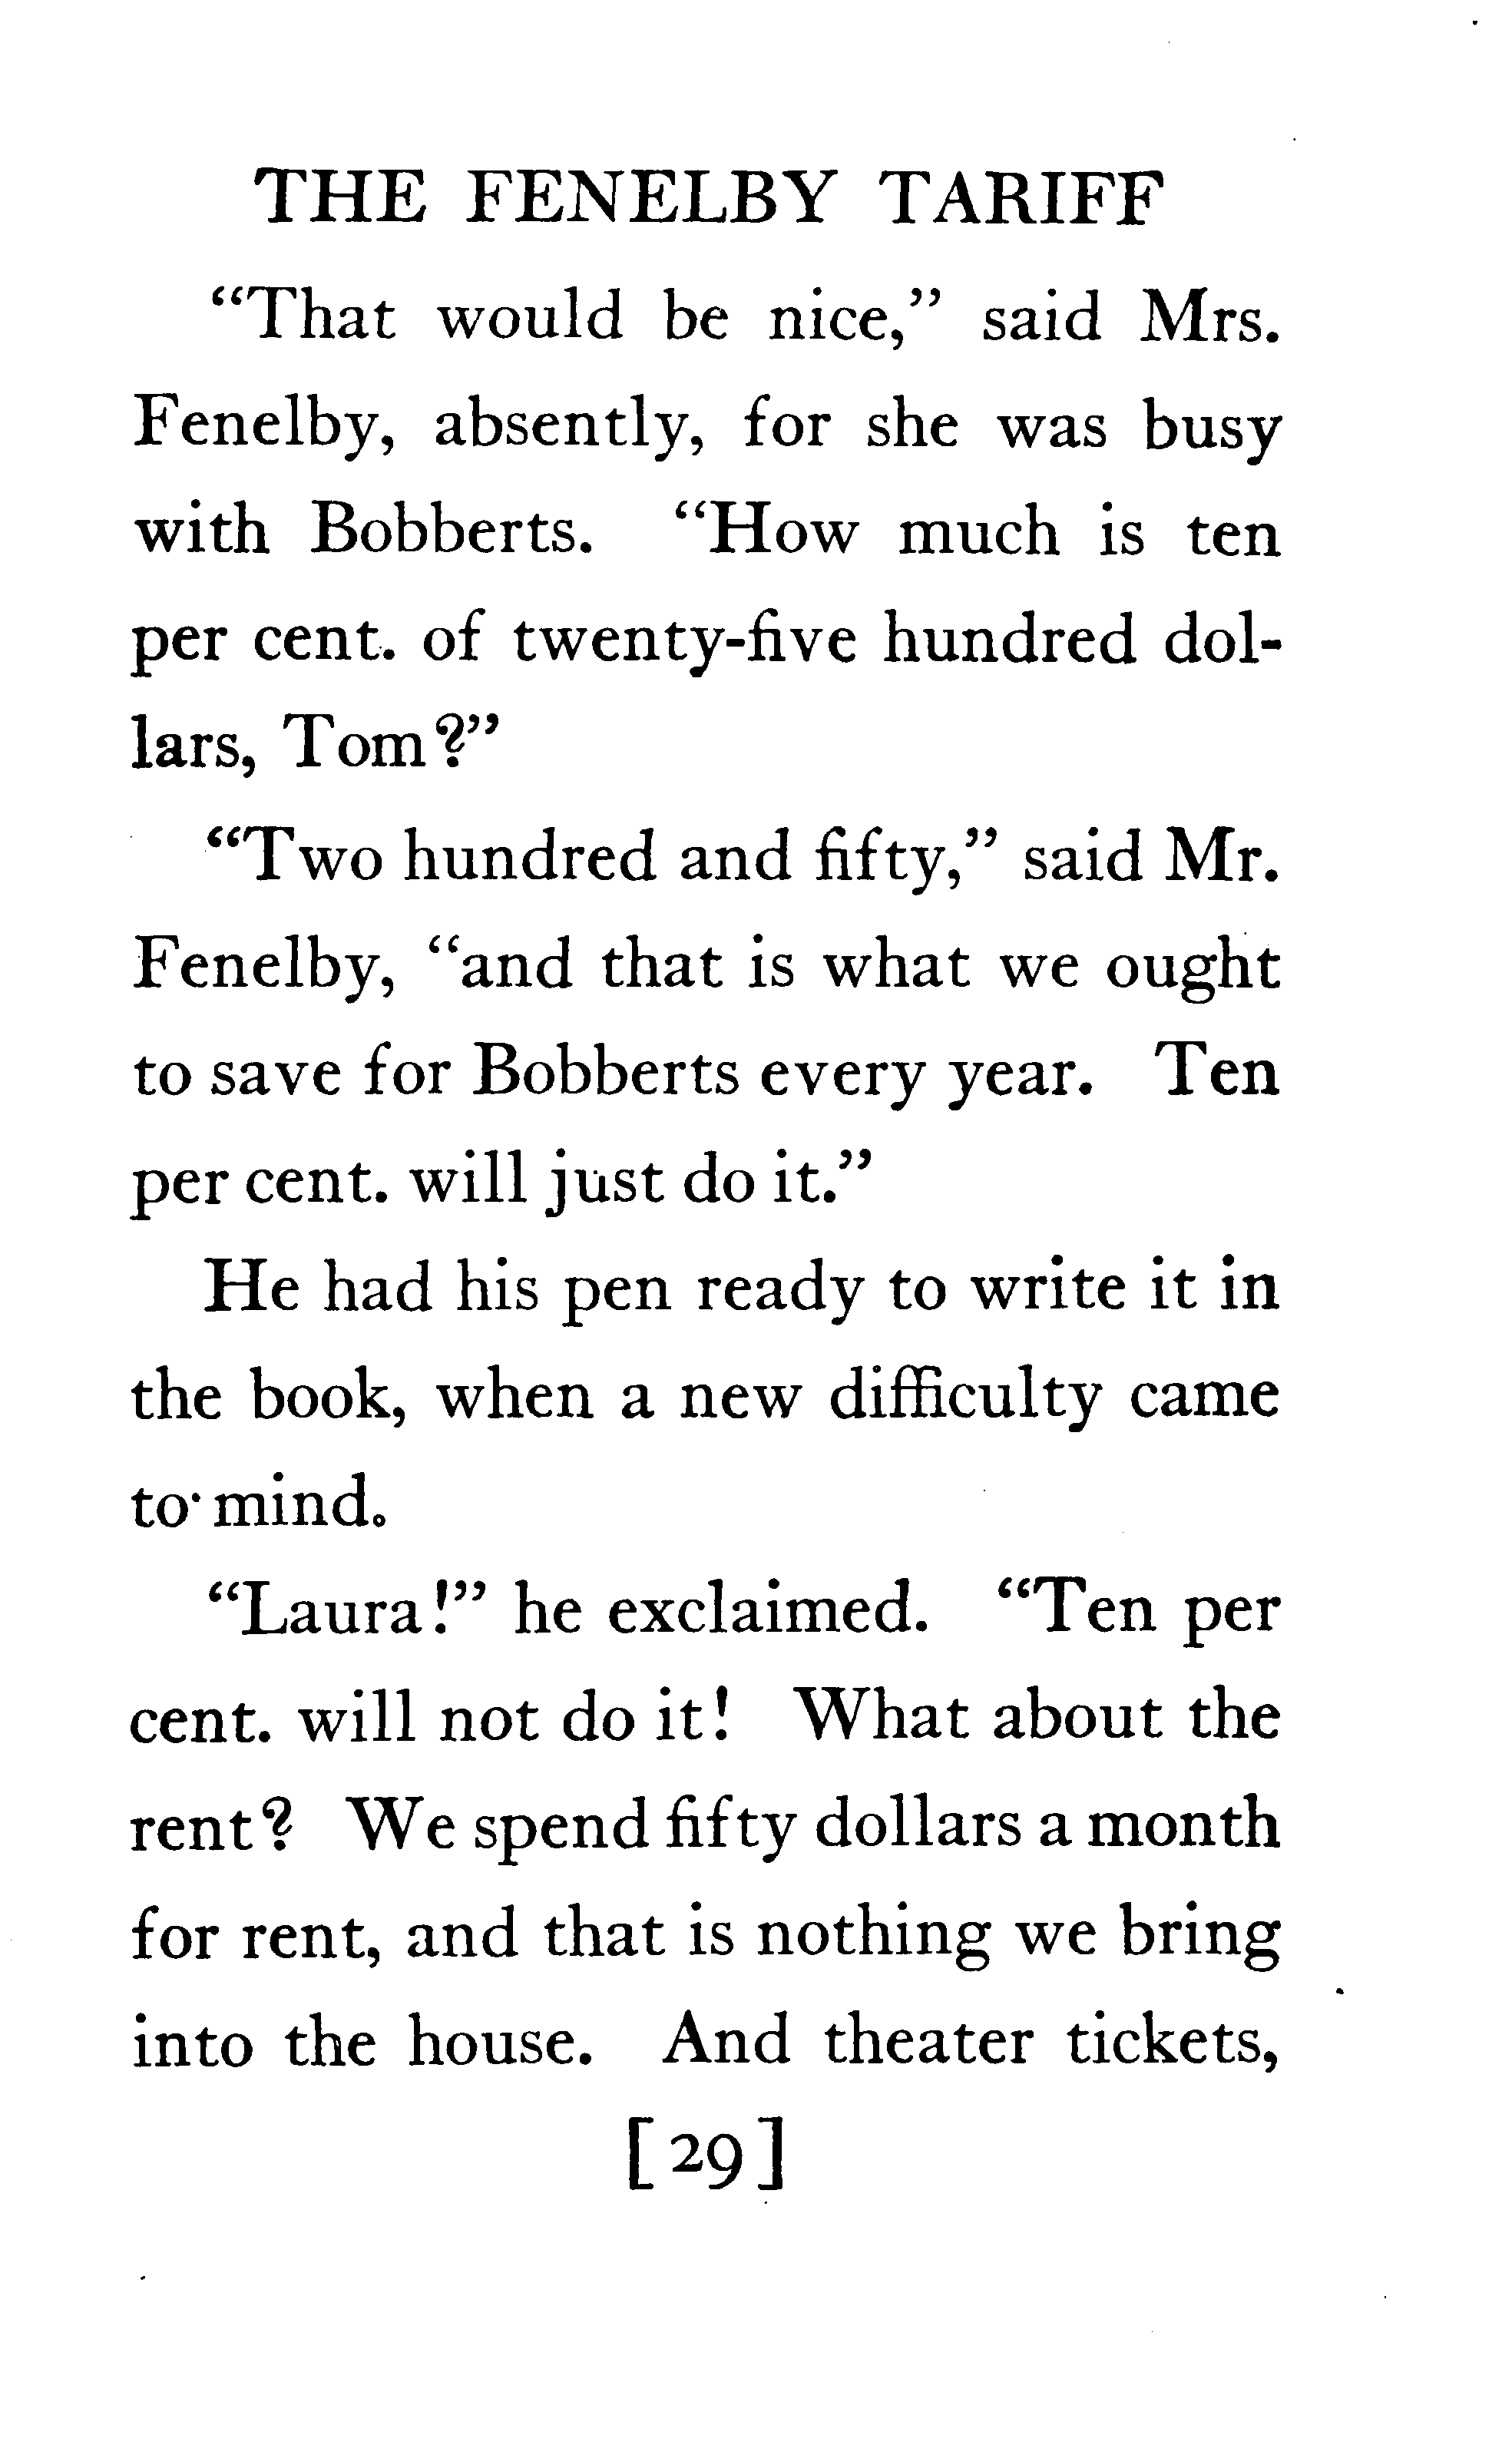 THE FENELBY TARIFF
“That would be nice,” said Mrs.
Fenelby, absently, for she was busy
with Bobberts. “How much is ten
per cent. of twenty-five hundred dol-
lars, Tom?”
“Two hundred and fifty,” said Mr.
Fenelby, “and that is what we ought
to save for Bobberts every year. Ten
per cent. will just do it.”
He had his pen ready to write it in
the book, when a new difficulty came
to mind.
“Laura!” he exclaimed. “Ten per
cent. will not do it! What about the
rent? We spend fifty dollars a month
for rent, and that is nothing we bring
into the house. And theater tickets,
[29]